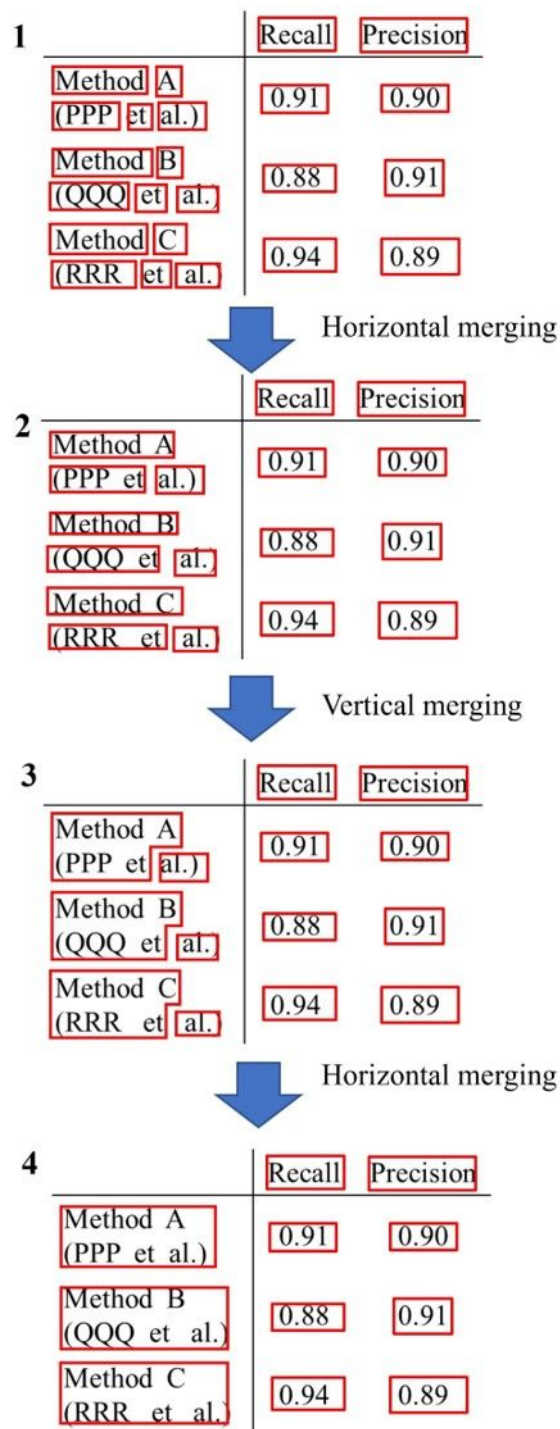 1
Recall Precision
Method A
(PPP et al.)
0.91 0.90
Method B
(QQQ et al.)
0.88 0.91
Method C
(RRR et al.)
0.94 0.89
Horizontal merging
2
Recall Precision
Method A
(PPP et al.)
0.91 0.90
Method B
(QQQ et al.)
0.88 0.91
Method C
(RRR et al.)
0.94 0.89
Vertical merging
3
Recall Precision
Method A
(PPP et al.)
0.91 0.90
Method B
(QQQ et al.)
0.88 0.91
Method C
(RRR et al.)
0.94 0.89
Horizontal merging
4
Recall Precision
Method A
(PPP et al.)
0.91 0.90
Method B
(QQQ et al.)
0.88 0.91
Method C
(RRR et al.)
0.94 0.89